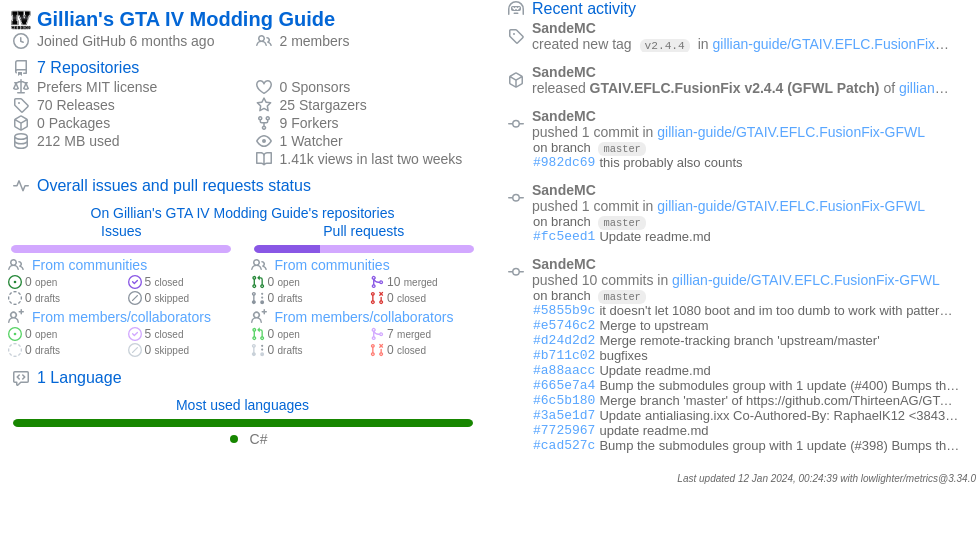 Gillian's GTA IV Modding Guide
Joined GitHub 6 months ago
2 members
7 Repositories
Prefers MIT license
70 Releases
0 Packages
212 MB used
0 Sponsors
25 Stargazers
9 Forkers
1 Watcher
1.41k views in last two weeks
Overall issues and pull requests status
On Gillian's GTA IV Modding Guide's repositories
Issues
From communities
0 open 5 closed
0 drafts 0 skipped
From members/collaborators
0 open 5 closed
0 drafts 0 skipped
Pull requests
From communities
0 open 10 merged
0 drafts 0 closed
From members/collaborators
0 open 7 merged
0 drafts 0 closed
1 Language
Most used languages
C#
Recent activity
SandeMC
created new tag v2.4.4 in gillian-guide/GTAIV.EFLC.FusionFix…
SandeMC
released GTAIV.EFLC.FusionFix v2.4.4 (GFWL Patch) of gillian…
SandeMC
pushed 1 commit in gillian-guide/GTAIV.EFLC.FusionFix-GFWL
on branch master
#982dc69 this probably also counts
SandeMC
pushed 1 commit in gillian-guide/GTAIV.EFLC.FusionFix-GFWL
on branch master
#fc5eed1 Update readme.md
SandeMC
pushed 10 commits in gillian-guide/GTAIV.EFLC.FusionFix-GFWL
on branch master
#5855b9c it doesn't let 1080 boot and im too dumb to work with patter…
#e5746c2 Merge to upstream
#d24d2d2 Merge remote-tracking branch 'upstream/master'
#b711c02 bugfixes
#a88aacc Update readme.md
#665e7a4 Bump the submodules group with 1 update (#400) Bumps th…
#6c5b180 Merge branch 'master' of https://github.com/ThirteenAG/GT…
#3a5e1d7 Update antialiasing.ixx Co-Authored-By: RaphaelK12 <3843…
#7725967 update readme.md
#cad527c Bump the submodules group with 1 update (#398) Bumps th…
Last updated 12 Jan 2024, 00:24:39 with lowlighter/metrics@3.34.0